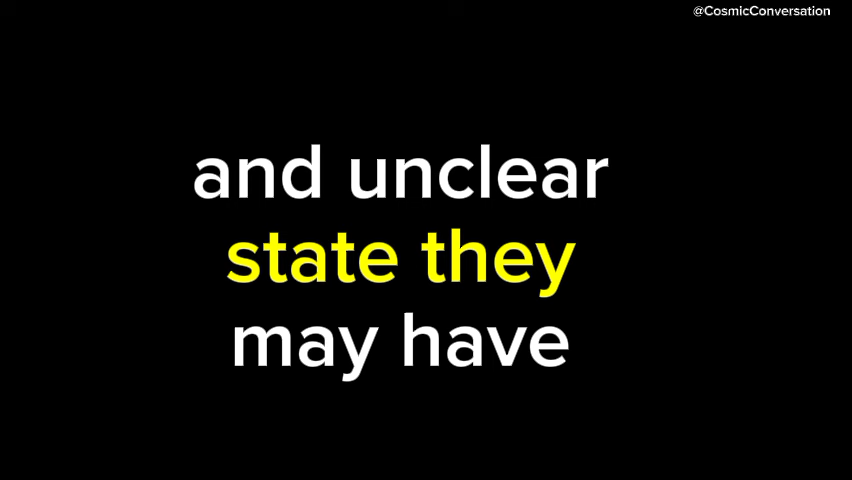 @CosmicConversation
and unclear
state they
may have